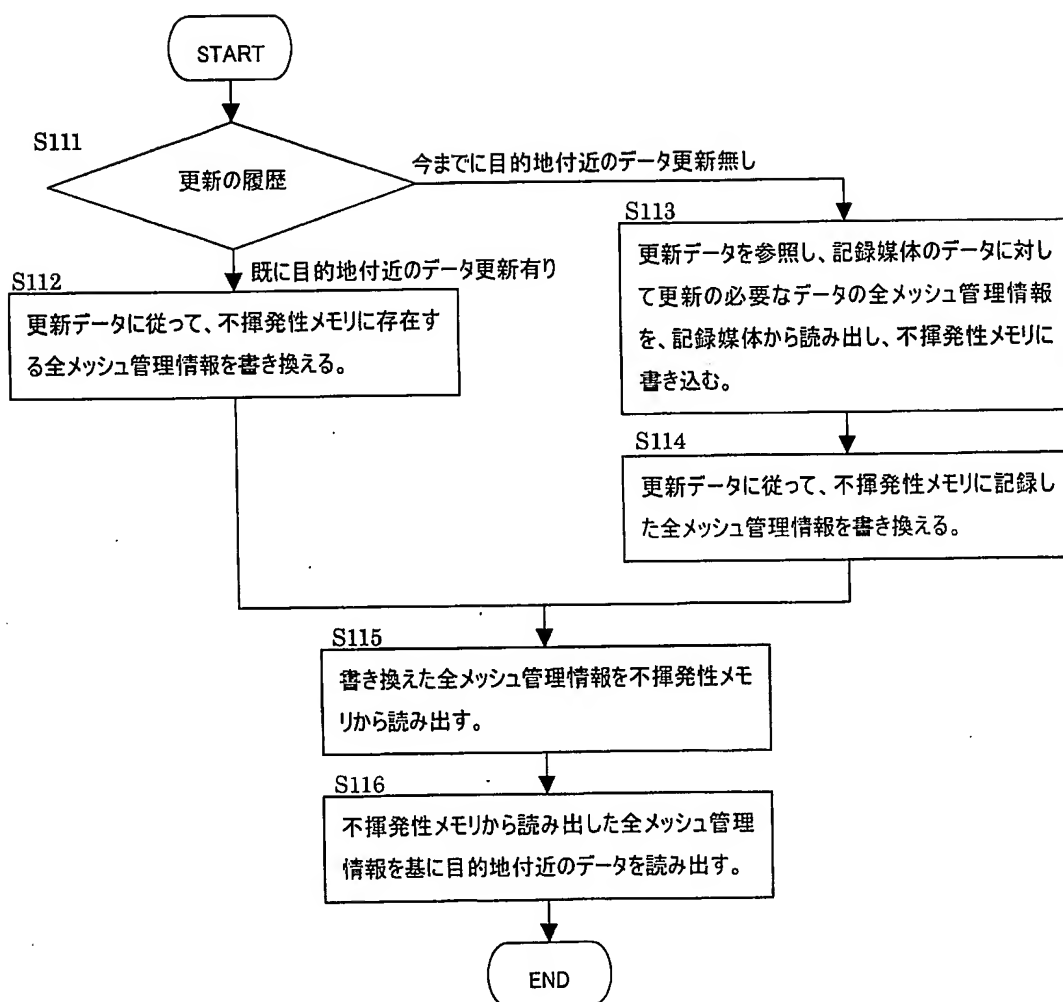 START
S111
更新の履歴
今までに目的地付近のデータ更新無し
S112
既に目的地付近のデータ更新有り
更新データに従って、不揮発性メモリに存在す
る全メッシュ管理情報を書き換える。
S113
更新データを参照し、記録媒体のデータに対し
て更新の必要なデータの全メッシュ管理情報
を、記録媒体から読み出し、不揮発性メモリに
書き込む。
S114
更新データに従って、不揮発性メモリに記録し
た全メッシュ管理情報を書き換える。
S115
書き換えた全メッシュ管理情報を不揮発性メモ
リから読み出す。
S116
不揮発性メモリから読み出した全メッシュ管理
情報を基に目的地付近のデータを読み出す。
END